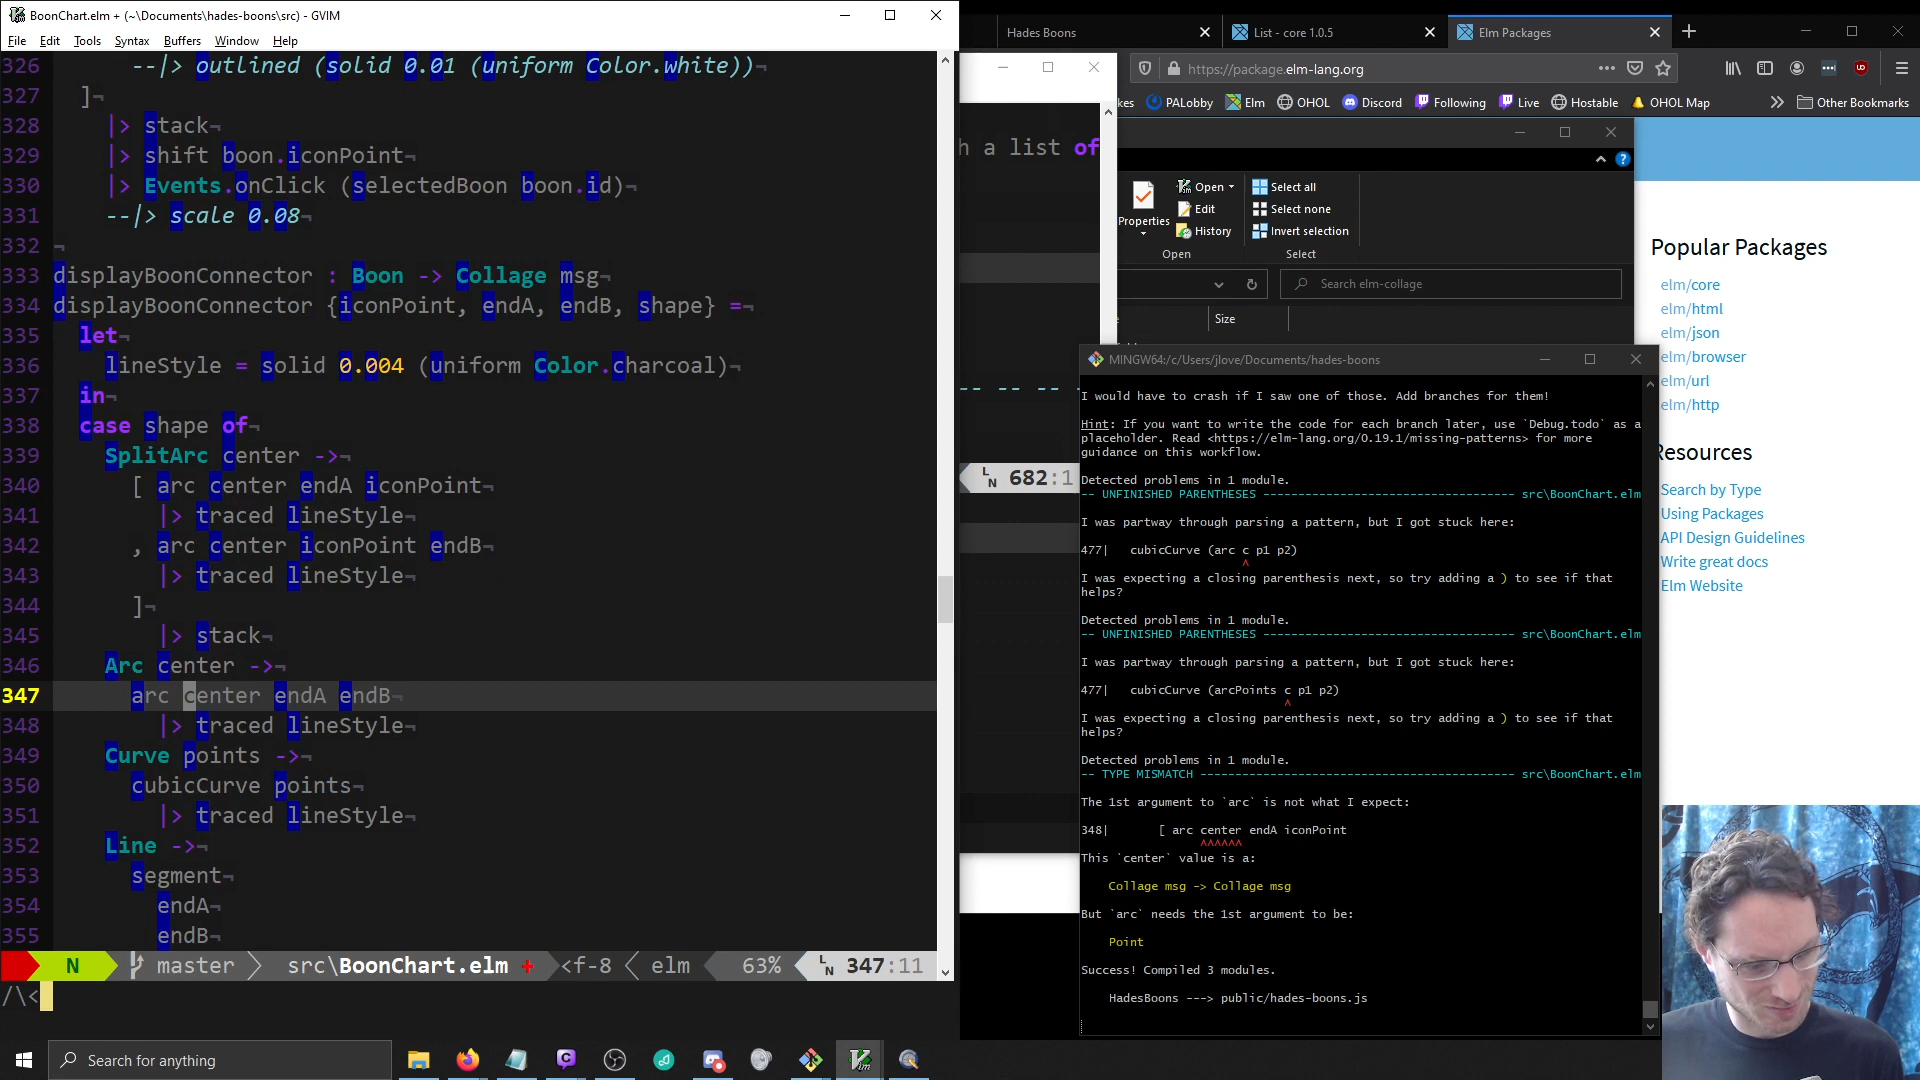 BoonChart.elm + (~\Documents\hades-boons\src) - GVIM
File Edit Tools Syntax Buffers Window Help
326 --|> outlined (solid 0.01 (uniform Color.white))¬
327 ]¬
328 |> stack¬
329 |> shift boon.iconPoint¬
330 |> Events.onClick (selectedBoon boon.id)¬
331 --|> scale 0.08¬
332 ¬
333 displayBoonConnector : Boon -> Collage msg¬
334 displayBoonConnector {iconPoint, endA, endB, shape} =¬
335 let¬
336 lineStyle = solid 0.004 (uniform Color.charcoal)¬
337 in¬
338 case shape of¬
339 SplitArc center ->¬
340 [ arc center endA iconPoint¬
341 |> traced lineStyle¬
342 , arc center iconPoint endB¬
343 |> traced lineStyle¬
344 ]¬
345 |> stack¬
346 Arc center ->¬
347 arc center endA endB¬
348 |> traced lineStyle¬
349 Curve points ->¬
350 cubicCurve points¬
351 |> traced lineStyle¬
352 Line ->¬
353 segment¬
354 endA¬
355 endB¬
N master src\BoonChart.elm + <f-8 elm 63% LN 347:11
/\<
Hades Boons
List - core 1.0.5
Elm Packages
https://package.elm-lang.org
kes PALobby Elm OHOL Discord Following Live Hostable OHOL Map Other Bookmarks
h a list of
-- -- --
LN 682:1
Properties
Open
Edit
History
Open
Select all
Select none
Invert selection
Select
Search elm-collage
Size
Popular Packages
elm/core
elm/html
elm/json
elm/browser
elm/url
elm/http
Resources
Search by Type
Using Packages
API Design Guidelines
Write great docs
Elm Website
MINGW64:/c/Users/jlove/Documents/hades-boons
I would have to crash if I saw one of those. Add branches for them!
Hint: If you want to write the code for each branch later, use `Debug.todo` as a
placeholder. Read <https://elm-lang.org/0.19.1/missing-patterns> for more
guidance on this workflow.
Detected problems in 1 module.
-- UNFINISHED PARENTHESES ------------------------------------ src\BoonChart.elm
I was partway through parsing a pattern, but I got stuck here:
477| cubicCurve (arc c p1 p2)
^
I was expecting a closing parenthesis next, so try adding a ) to see if that
helps?
Detected problems in 1 module.
-- UNFINISHED PARENTHESES ------------------------------------ src\BoonChart.elm
I was partway through parsing a pattern, but I got stuck here:
477| cubicCurve (arcPoints c p1 p2)
^
I was expecting a closing parenthesis next, so try adding a ) to see if that
helps?
Detected problems in 1 module.
-- TYPE MISMATCH --------------------------------------------- src\BoonChart.elm
The 1st argument to `arc` is not what I expect:
348| [ arc center endA iconPoint
^^^^^^
This `center` value is a:
Collage msg -> Collage msg
But `arc` needs the 1st argument to be:
Point
Success! Compiled 3 modules.
HadesBoons ---> public/hades-boons.js
Search for anything